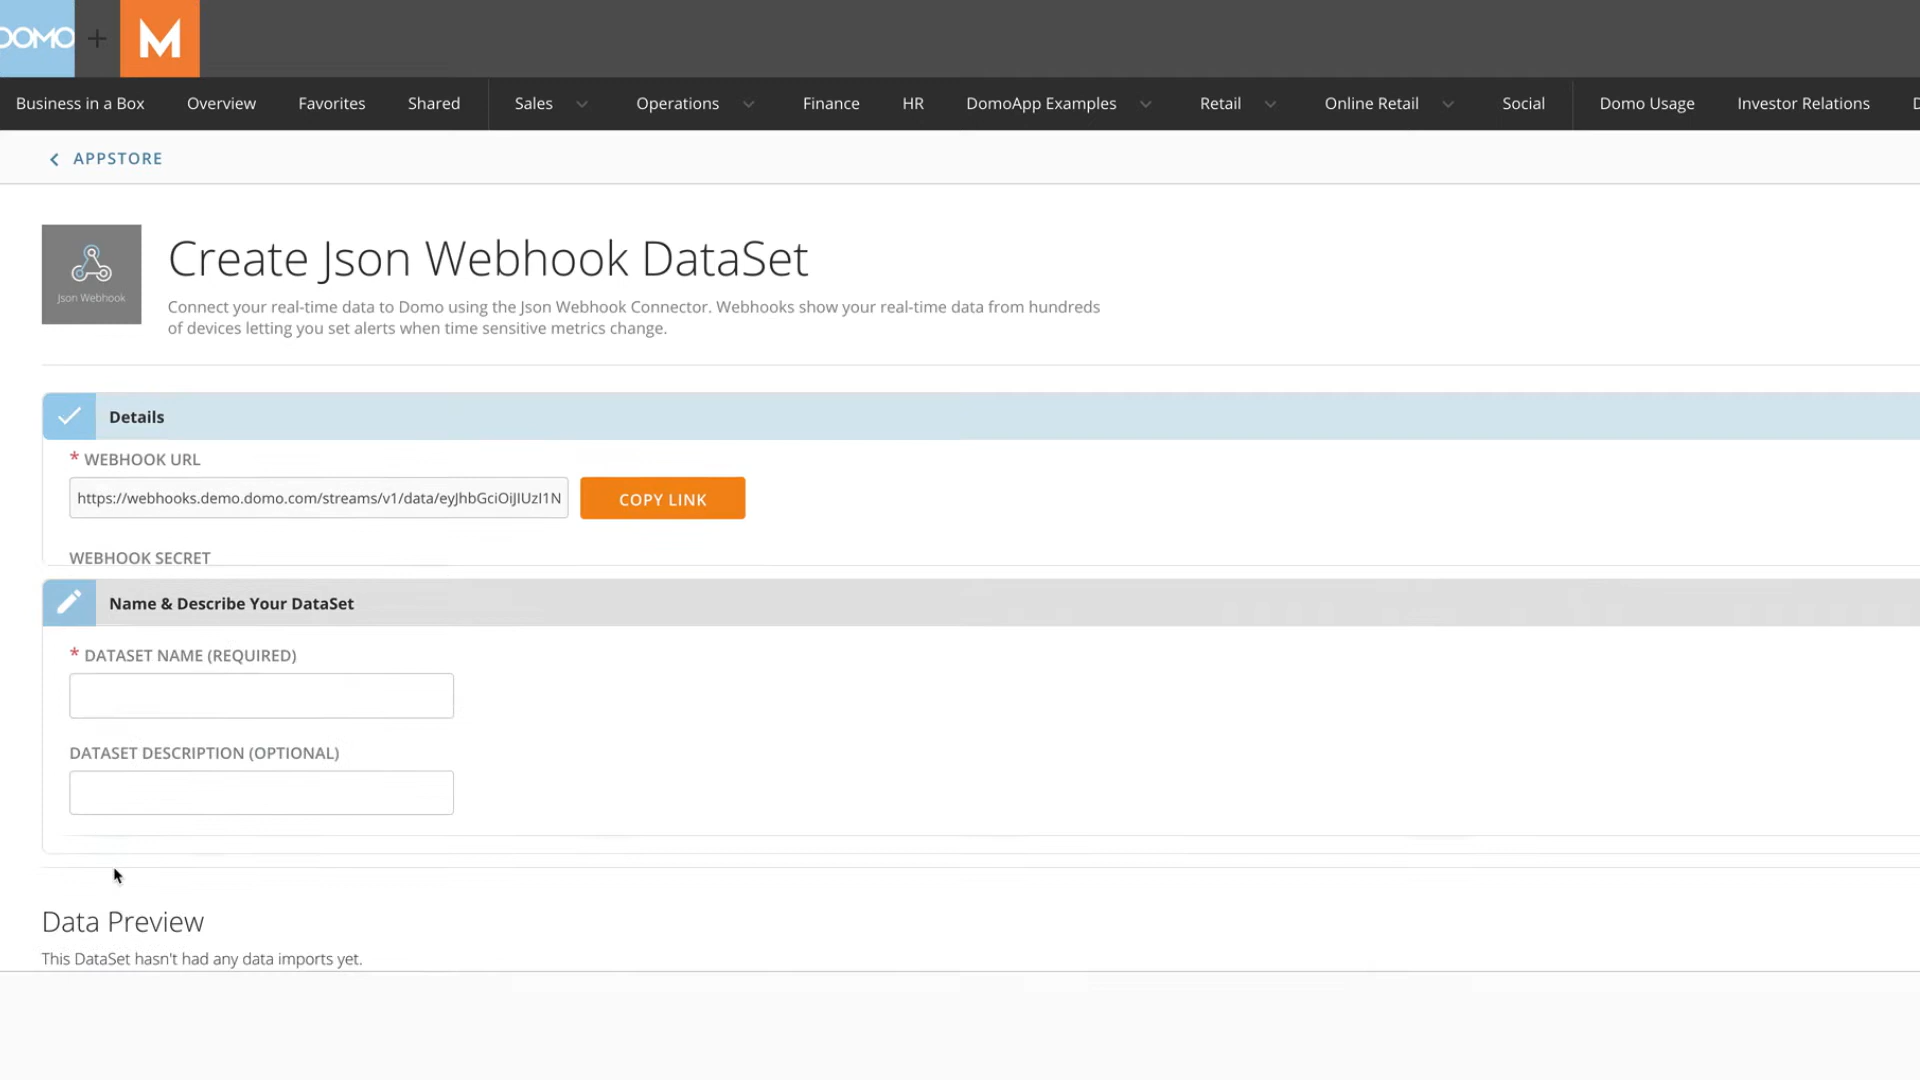 DOMO
M
Business in a Box Overview Favorites Shared Sales Operations Finance HR DomoApp Examples Retail Online Retail Social Domo Usage Investor Relations D
APPSTORE
Json Webhook
Create Json Webhook DataSet
Connect your real-time data to Domo using the Json Webhook Connector. Webhooks show your real-time data from hundreds
of devices letting you set alerts when time sensitive metrics change.
Details
* WEBHOOK URL
https://webhooks.demo.domo.com/streams/v1/data/eyJhbGciOiJIUzI1N
COPY LINK
WEBHOOK SECRET
Name & Describe Your DataSet
* DATASET NAME (REQUIRED)
DATASET DESCRIPTION (OPTIONAL)
Data Preview
This DataSet hasn't had any data imports yet.